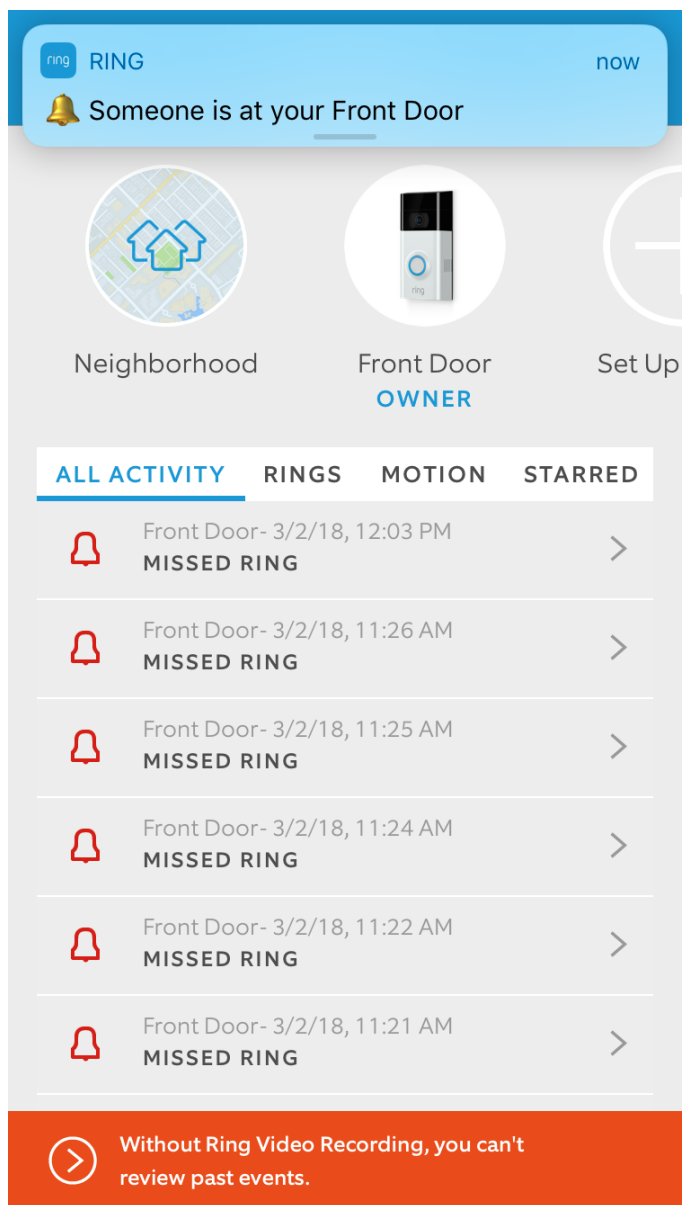 ring RING now
🔔 Someone is at your Front Door
ring
Neighborhood Front Door Set Up
OWNER
ALL ACTIVITY RINGS MOTION STARRED
Front Door- 3/2/18, 12:03 PM
MISSED RING
Front Door- 3/2/18, 11:26 AM
MISSED RING
Front Door- 3/2/18, 11:25 AM
MISSED RING
Front Door- 3/2/18, 11:24 AM
MISSED RING
Front Door- 3/2/18, 11:22 AM
MISSED RING
Front Door- 3/2/18, 11:21 AM
MISSED RING
Without Ring Video Recording, you can't
review past events.